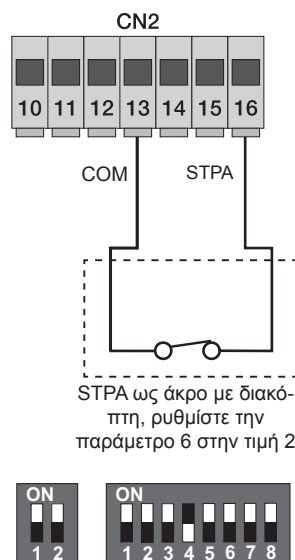 CN2
10 11 12 13 14 15 16
COM STPA
STPA ως άκρο με διακό-
πτη, ρυθμίστε την
παράμετρο 6 στην τιμή 2
ON ON
1 2 1 2 3 4 5 6 7 8